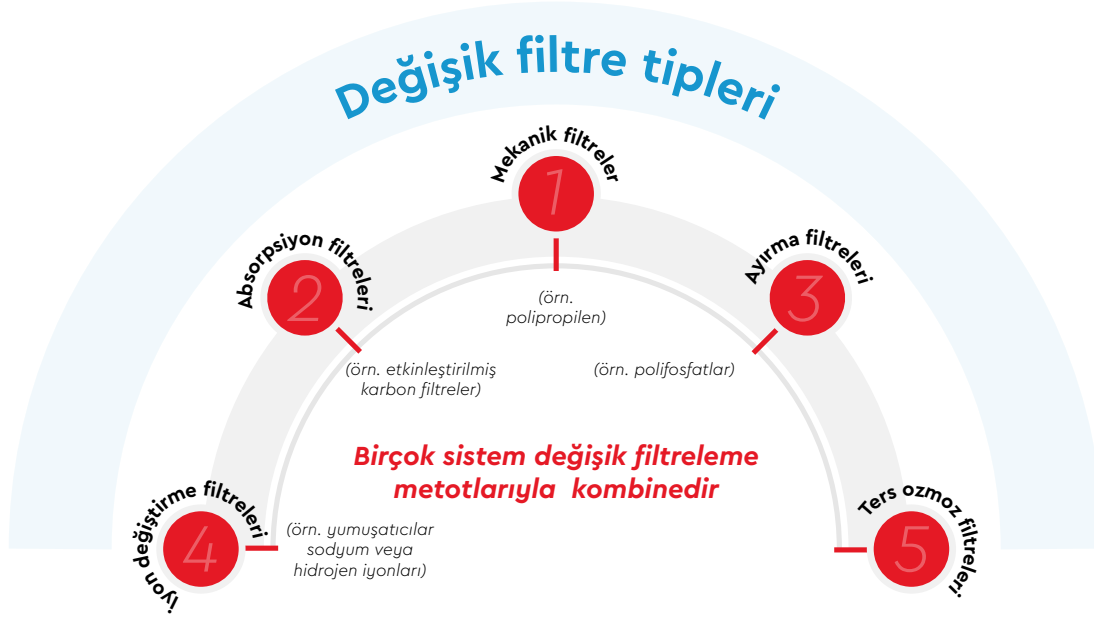 Değişik filtre tipleri
Mekanik filtreler
1
(örn.
polipropilen)
Absorpsiyon filtreleri
2
(örn. etkinleştirilmiş
karbon filtreler)
Ayırma filtreleri
3
(örn. polifosfatlar)
Birçok sistem değişik filtreleme
metotlarıyla kombinedir
İyon değiştirme filtreleri
4
(örn. yumuşatıcılar
sodyum veya
hidrojen iyonları)
Ters ozmoz filtreleri
5